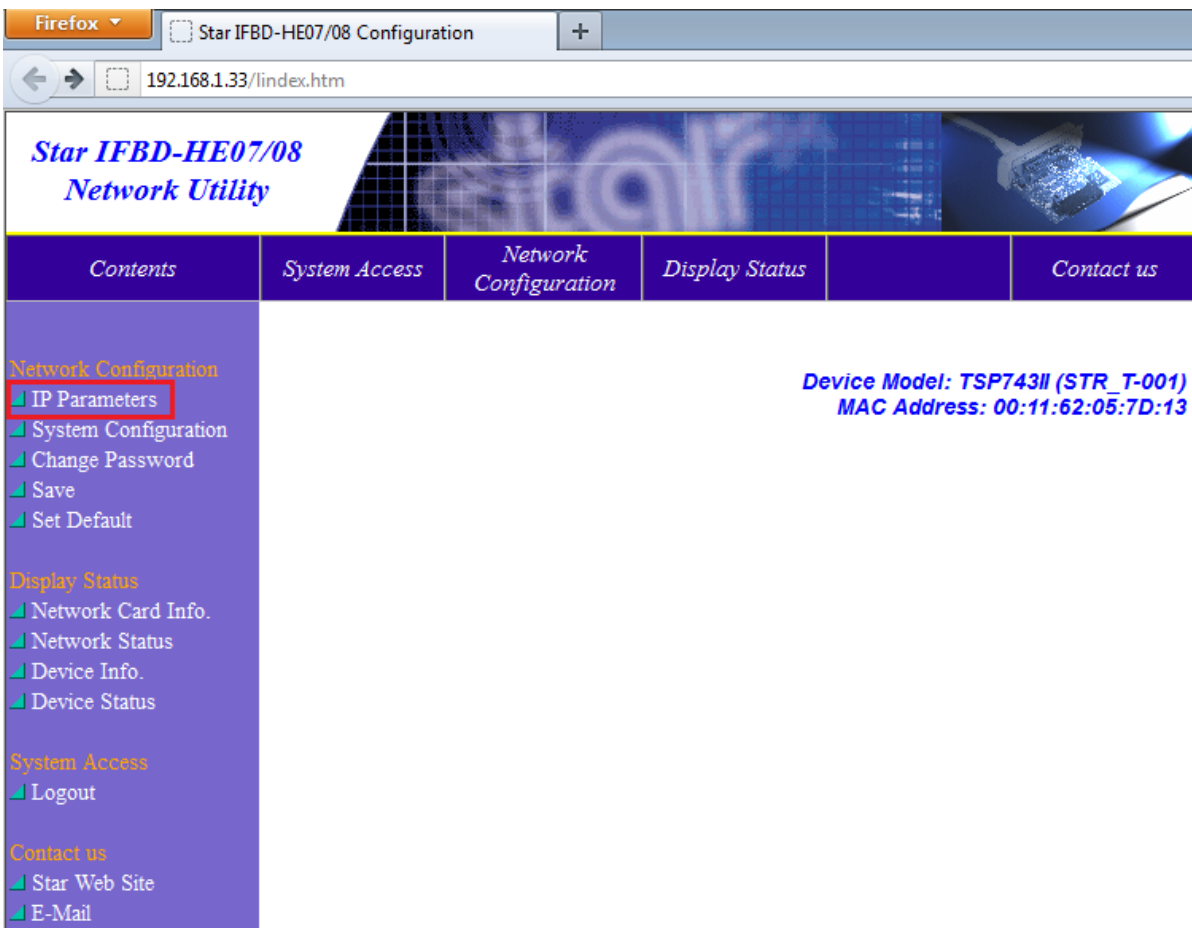 Firefox
Star IFBD-HE07/08 Configuration
+
192.168.1.33/lindex.htm
Star IFBD-HE07/08
Network Utility
star
Contents
System Access
Network
Configuration
Display Status
Contact us
Network Configuration
IP Parameters
System Configuration
Change Password
Save
Set Default
Display Status
Network Card Info.
Network Status
Device Info.
Device Status
System Access
Logout
Contact us
Star Web Site
E-Mail
Device Model: TSP743II (STR_T-001)
MAC Address: 00:11:62:05:7D:13